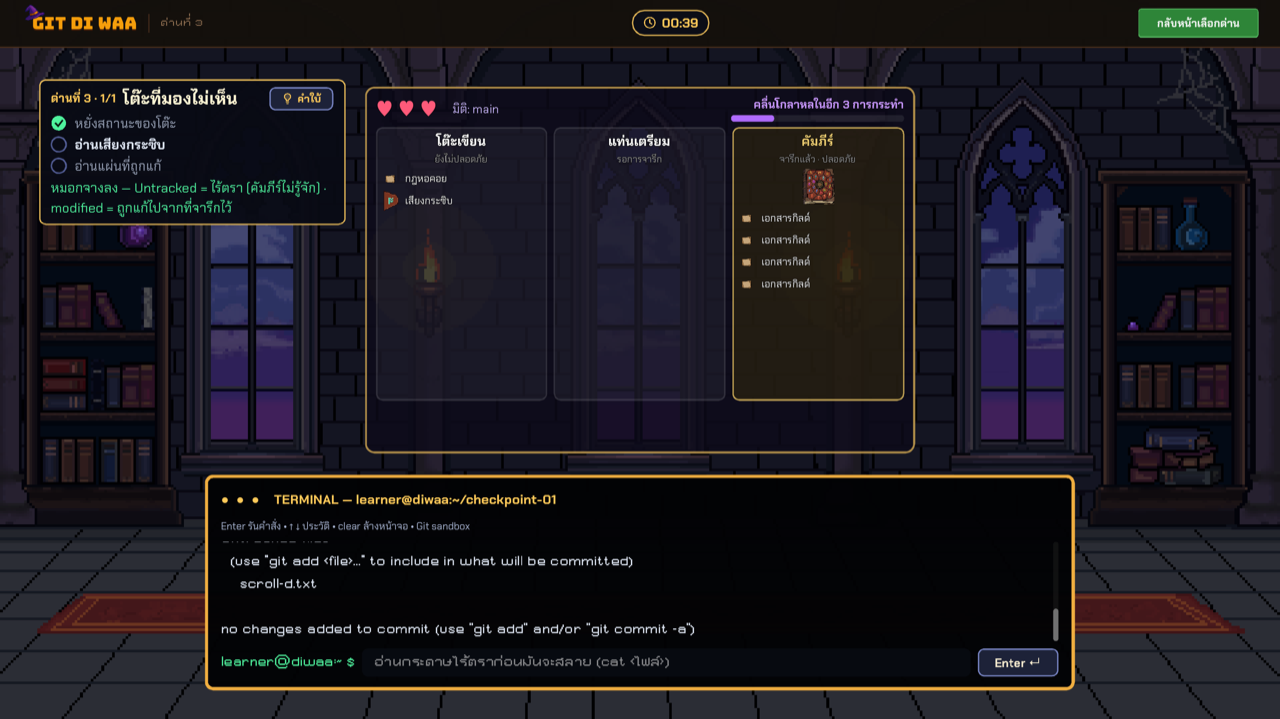 GIT DI WAA
ด่านที่ 3
00:39
กลับหน้าเลือกด่าน
ด่านที่ 3 · 1/1 โต๊ะที่มองไม่เห็น
คำใบ้
หยั่งสถานะของโต๊ะ
อ่านเสียงกระซิบ
อ่านแผ่นที่ถูกแก้
หมอกจางลง — Untracked = ไร้ตรา (คัมภีร์ไม่รู้จัก) ·
modified = ถูกแก้ไปจากที่จารึกไว้
มิติ: main
คลื่นโกลาหลในอีก 3 การกระทำ
โต๊ะเขียน
ยังไม่ปลอดภัย
กฎหอคอย
เสียงกระซิบ
แท่นเตรียม
รอการจารึก
คัมภีร์
จารึกแล้ว · ปลอดภัย
เอกสารกิลด์
เอกสารกิลด์
เอกสารกิลด์
เอกสารกิลด์
TERMINAL — learner@diwaa:~/checkpoint-01
Enter รันคำสั่ง • ↑ ↓ ประวัติ • clear ล้างหน้าจอ • Git sandbox
(use "git add <file>..." to include in what will be committed)
scroll-d.txt
no changes added to commit (use "git add" and/or "git commit -a")
learner@diwaa:~ $ อ่านกระดาษไร้ตราก่อนมันจะสลาย (cat <ไฟล์>)
Enter ↵